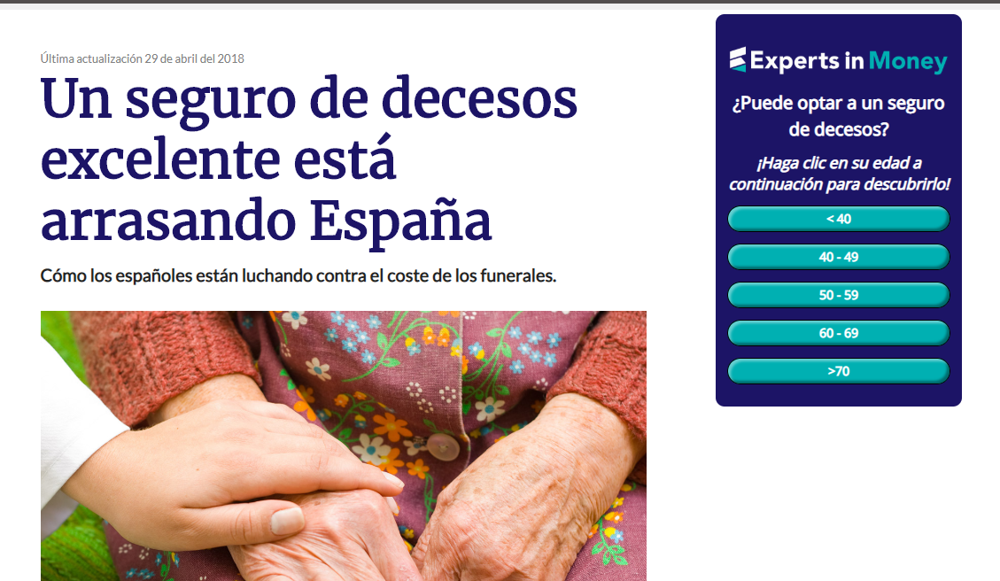 Última actualización 29 de abril del 2018
Un seguro de decesos
excelente está
arrasando España
Cómo los españoles están luchando contra el coste de los funerales.
Experts in Money
¿Puede optar a un seguro
de decesos?
¡Haga clic en su edad a
continuación para descubrirlo!
< 40
40 - 49
50 - 59
60 - 69
>70